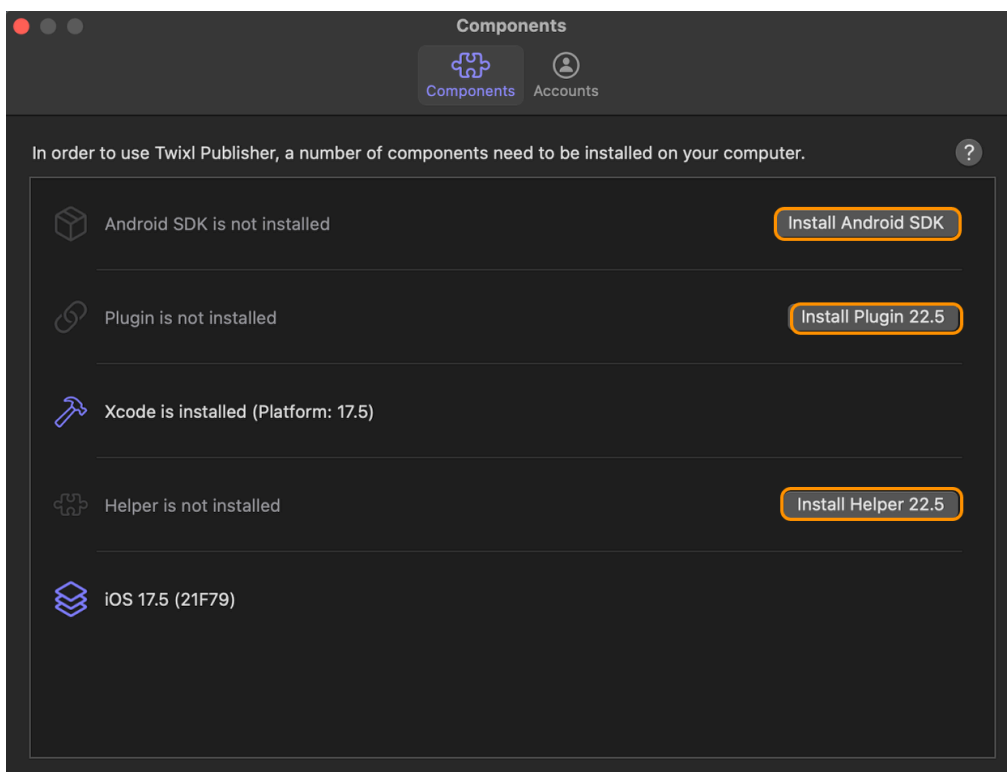 Components
Components
Accounts
In order to use Twixl Publisher, a number of components need to be installed on your computer.
?
Android SDK is not installed
Install Android SDK
Plugin is not installed
Install Plugin 22.5
Xcode is installed (Platform: 17.5)
Helper is not installed
Install Helper 22.5
iOS 17.5 (21F79)